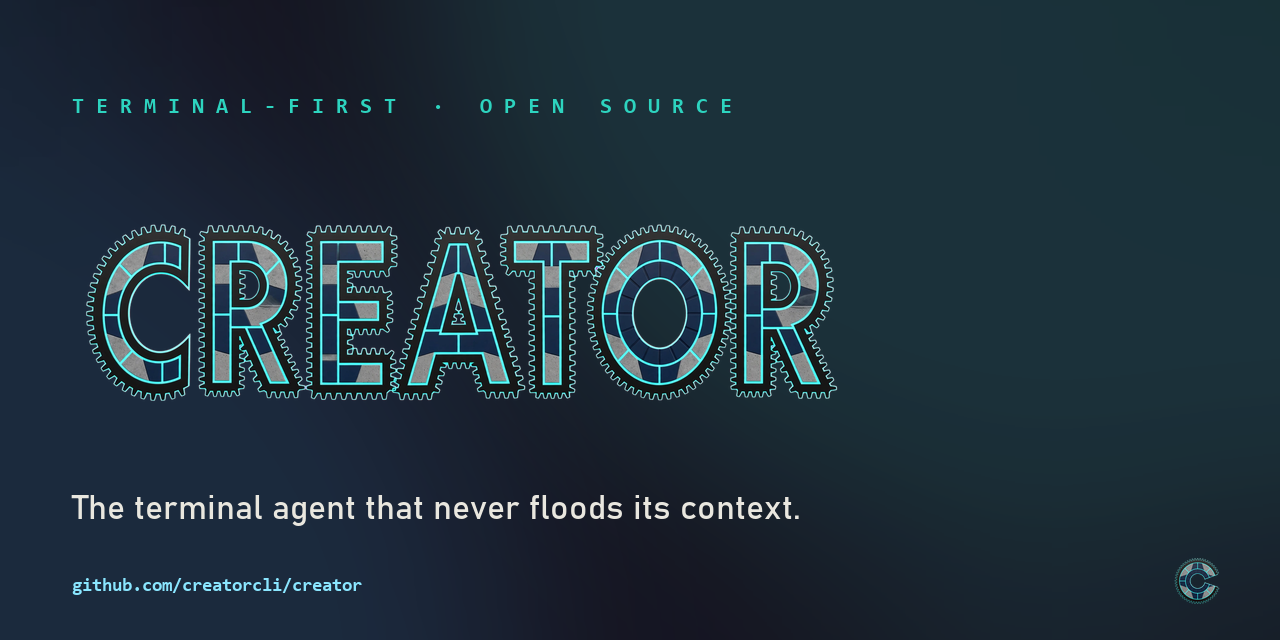 TERMINAL-FIRST · OPEN SOURCE
CREATOR
The terminal agent that never floods its context.
github.com/creatorcli/creator
C